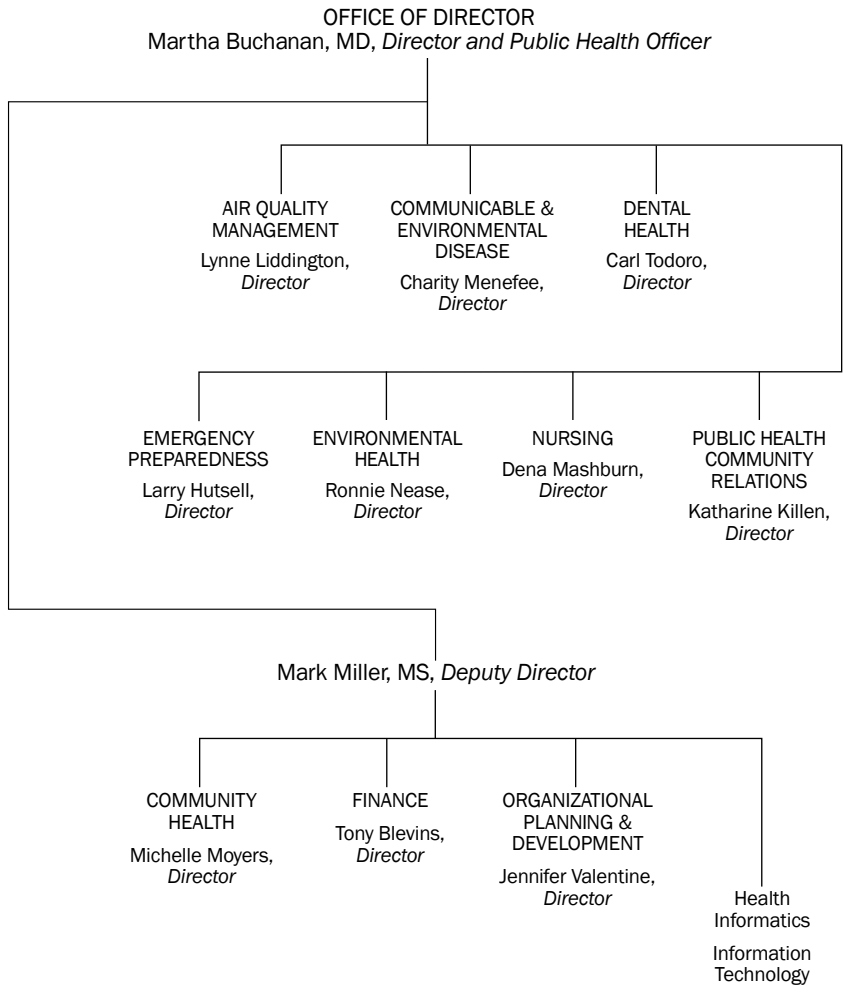 OFFICE OF DIRECTOR
Martha Buchanan, MD, Director and Public Health Officer
AIR QUALITY
MANAGEMENT
Lynne Liddington,
Director
COMMUNICABLE &
ENVIRONMENTAL
DISEASE
Charity Menefee,
Director
DENTAL
HEALTH
Carl Todoro,
Director
EMERGENCY
PREPAREDNESS
Larry Hutsell,
Director
ENVIRONMENTAL
HEALTH
Ronnie Nease,
Director
NURSING
Dena Mashburn,
Director
PUBLIC HEALTH
COMMUNITY
RELATIONS
Katharine Killen,
Director
Mark Miller, MS, Deputy Director
COMMUNITY
HEALTH
Michelle Moyers,
Director
FINANCE
Tony Blevins,
Director
ORGANIZATIONAL
PLANNING &
DEVELOPMENT
Jennifer Valentine,
Director
Health
Informatics
Information
Technology